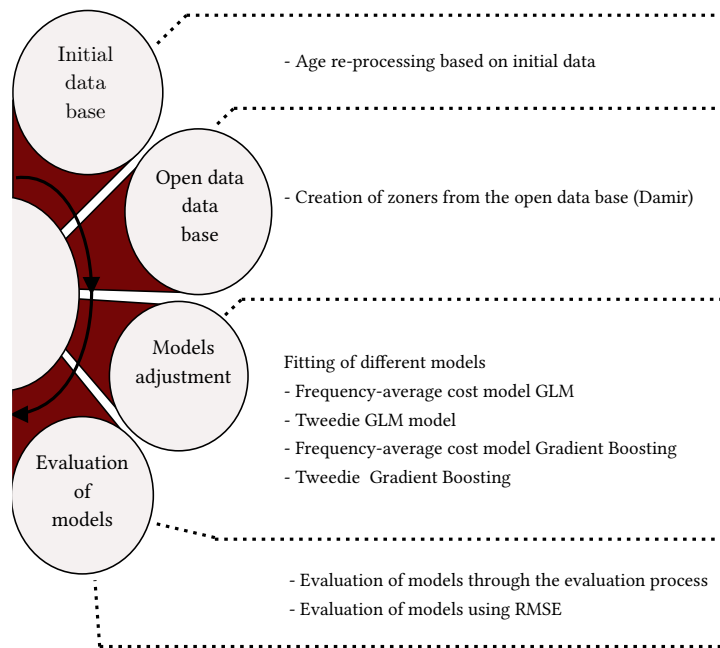 Initial
data
base
- Age re-processing based on initial data
Open data
data
base
- Creation of zoners from the open data base (Damir)
Models
adjustment
Fitting of different models
- Frequency-average cost model GLM
- Tweedie GLM model
- Frequency-average cost model Gradient Boosting
- Tweedie  Gradient Boosting
Evaluation
of
models
- Evaluation of models through the evaluation process
- Evaluation of models using RMSE